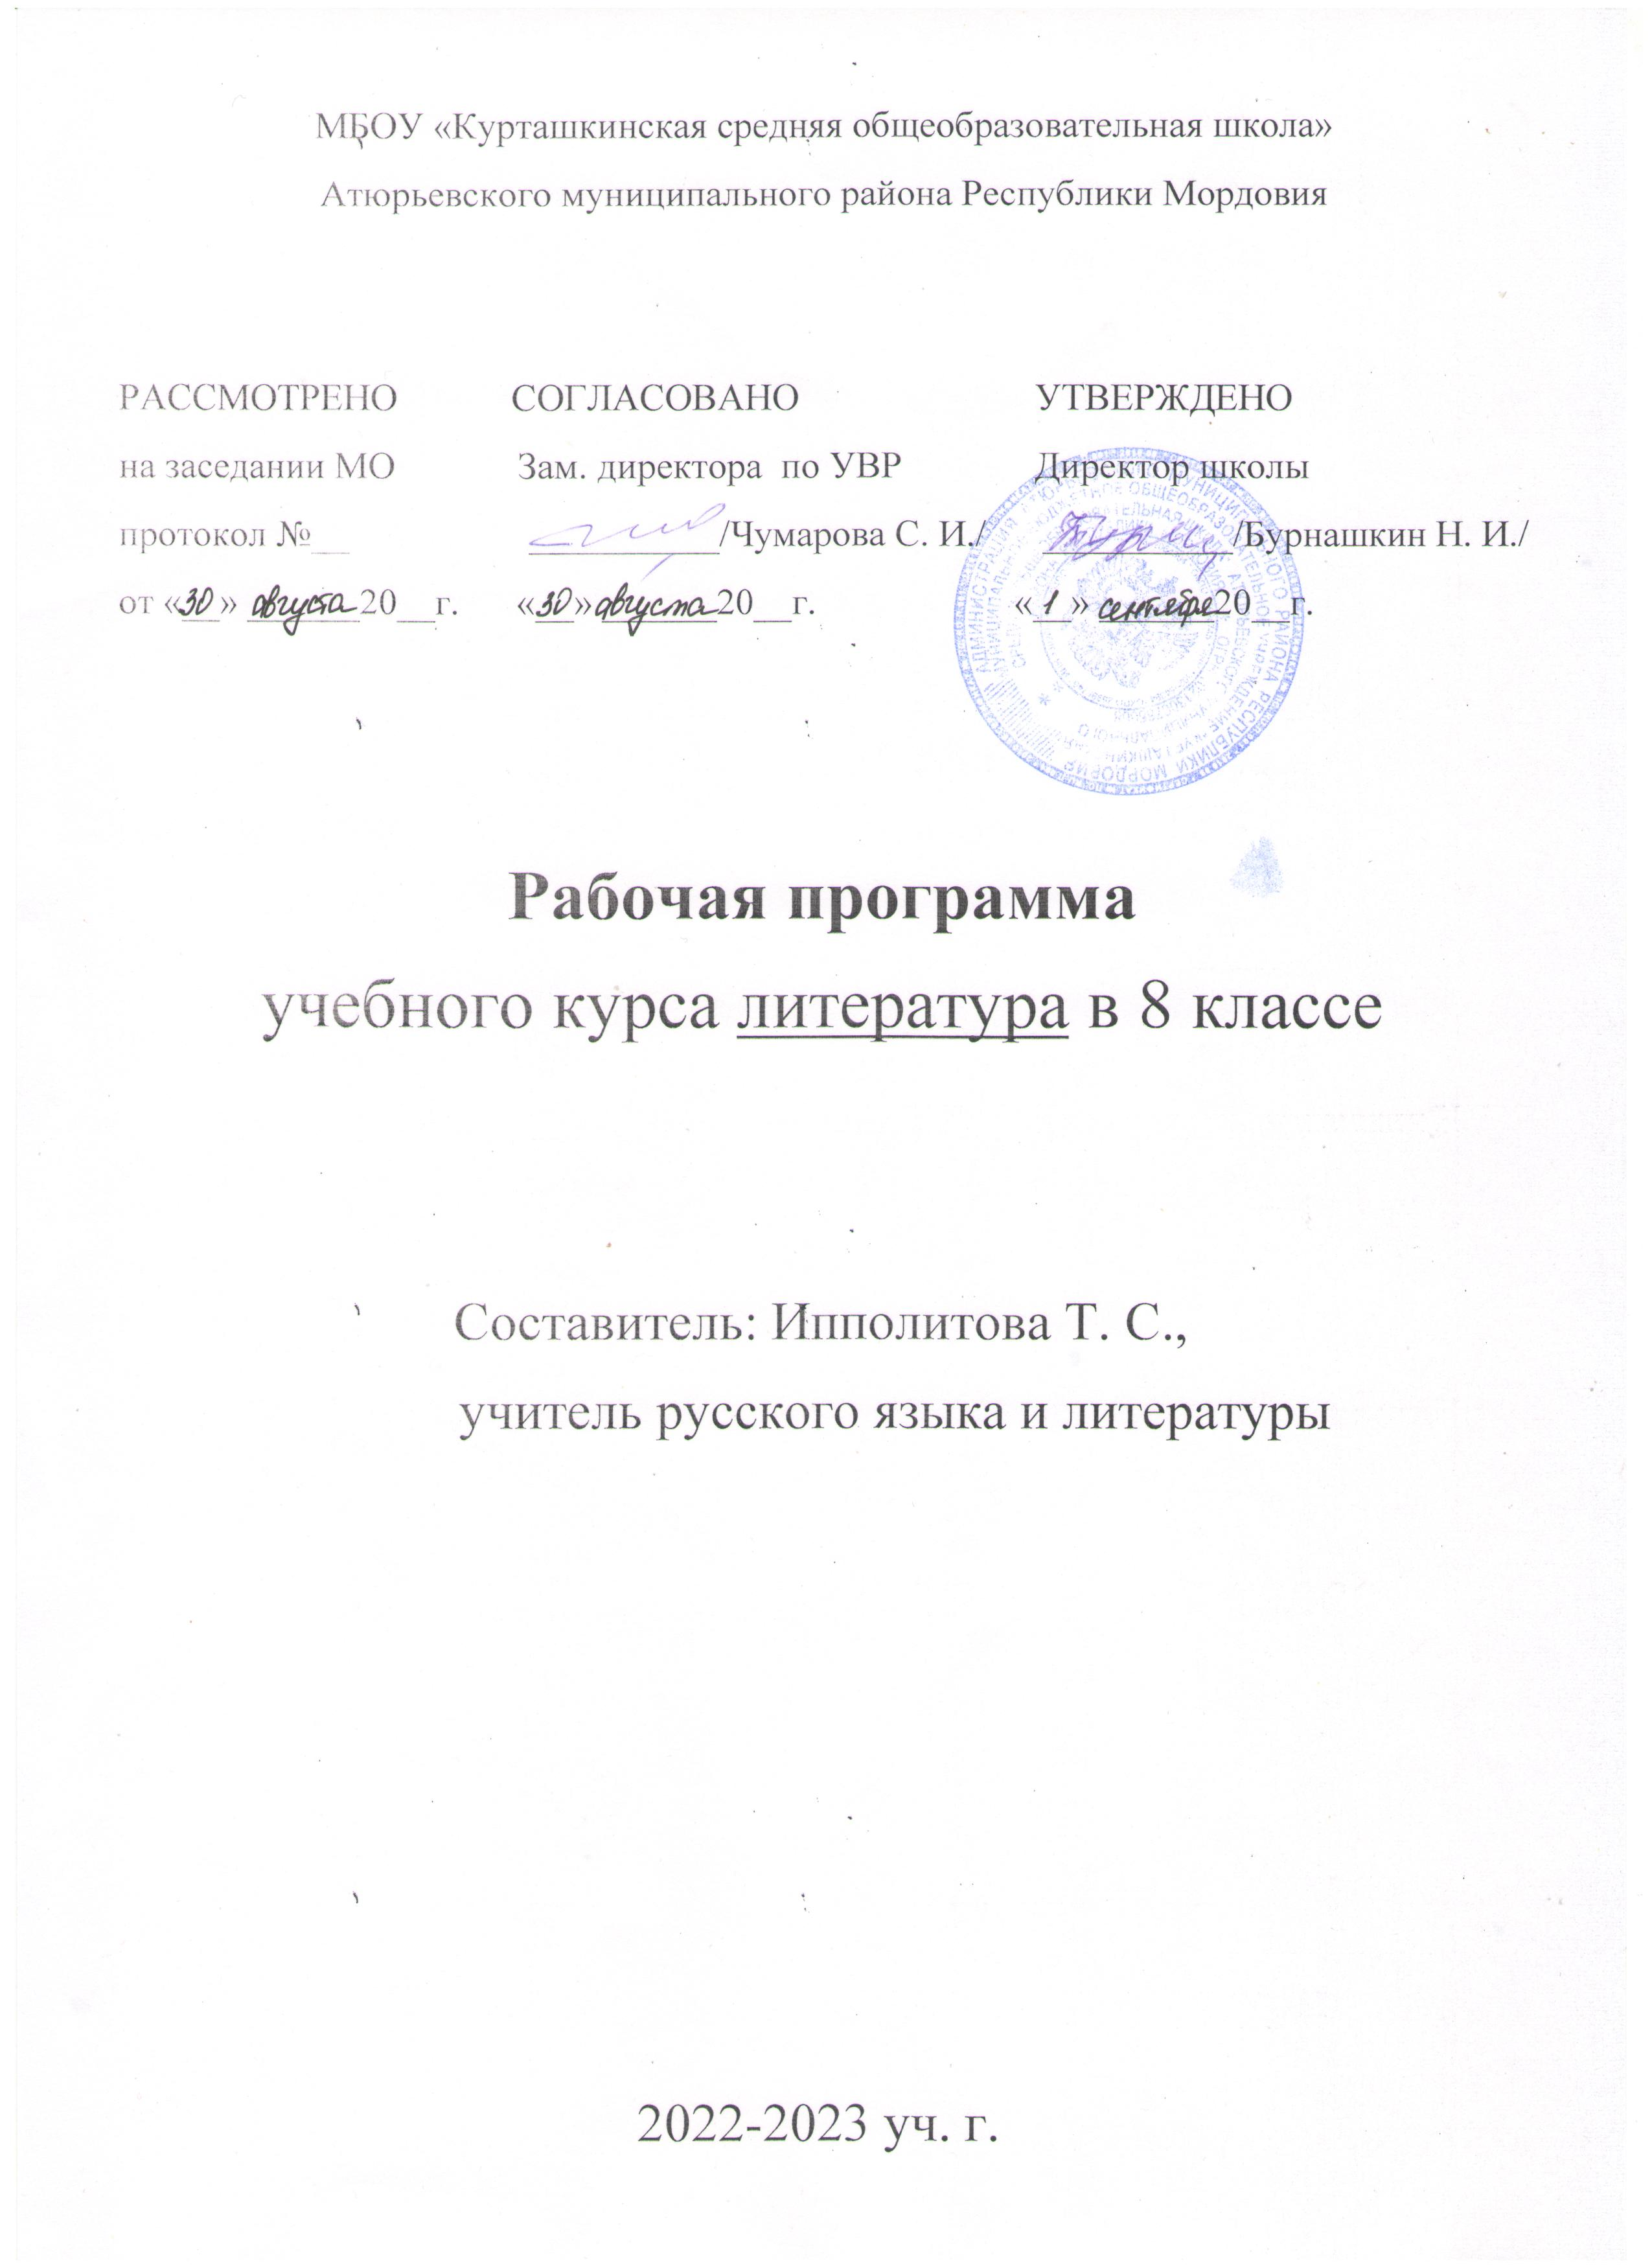 МБОУ «Курташкинская средняя общеобразовательная школа»
Атюрьевского муниципального района Республики Мордовия
РАССМОТРЕНО СОГЛАСОВАНО УТВЕРЖДЕНО
на заседании МО Зам. директора по УВР Директор школы
протокол №__ __________/Чумарова С. И./ __________/Бурнашкин Н. И./
от «30» августа 20__г. «30» августа 20__г. «1» сентября 20__г.
Рабочая программа
учебного курса литература в 8 классе
Составитель: Ипполитова Т. С.,
учитель русского языка и литературы
2022-2023 уч. г.